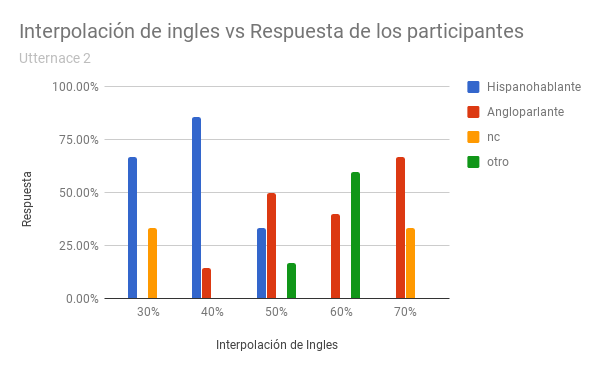 Interpolación de ingles vs Respuesta de los participantes
Utternace 2
100.00%
75.00%
50.00%
25.00%
0.00%
Respuesta
30% 40% 50% 60% 70%
Interpolación de Ingles
Hispanohablante
Angloparlante
nc
otro